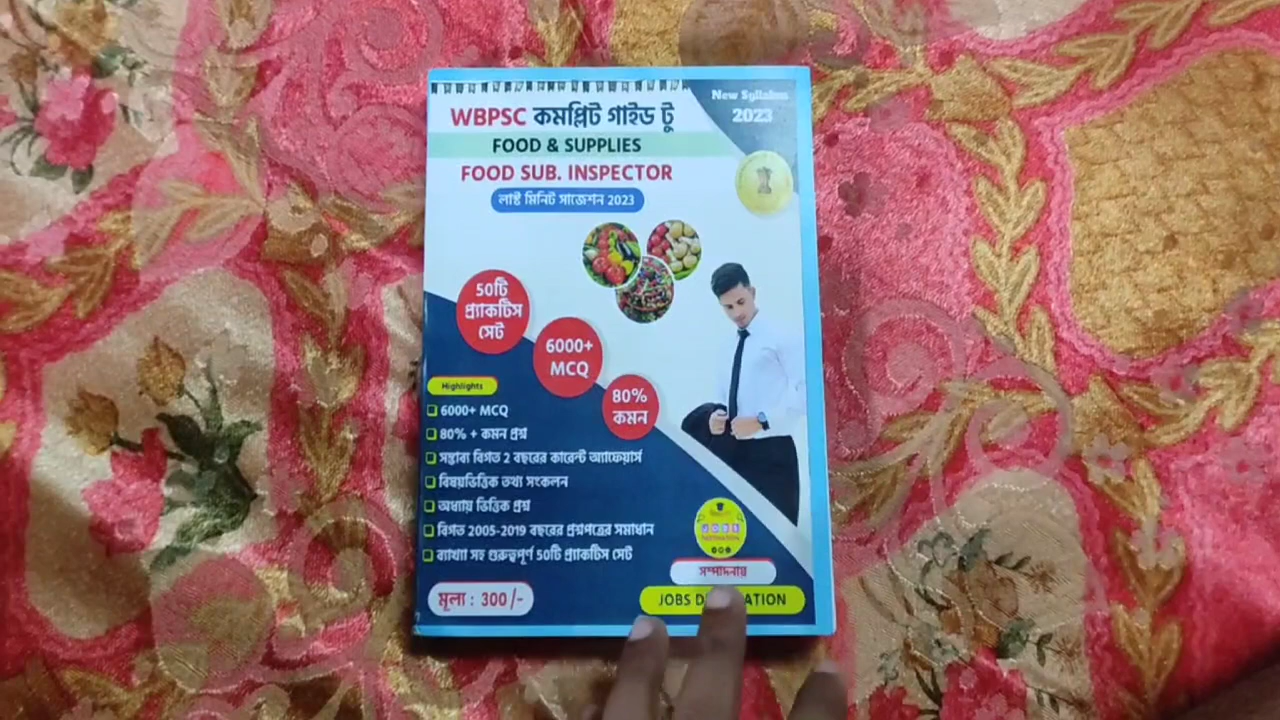 WBPSC কমপ্লিট গাইড টু
New Syllabus
2023
FOOD & SUPPLIES
FOOD SUB. INSPECTOR
লাস্ট মিনিট সাজেশন 2023
50টি
প্র্যাকটিস
সেট
6000+
MCQ
80%
কমন
Highlights
6000+ MCQ
80% + কমন প্রশ্ন
সম্ভাব্য বিগত 2 বছরের কারেন্ট অ্যাফেয়ার্স
বিষয়ভিত্তিক তথ্য সংকলন
অধ্যায় ভিত্তিক প্রশ্ন
বিগত 2005-2019 বছরের প্রশ্নপত্রের সমাধান
ব্যাখ্যা সহ গুরুত্বপূর্ণ 50টি প্র্যাকটিস সেট
JOBS
সম্পাদনায়
মূল্য : 300/-
JOBS